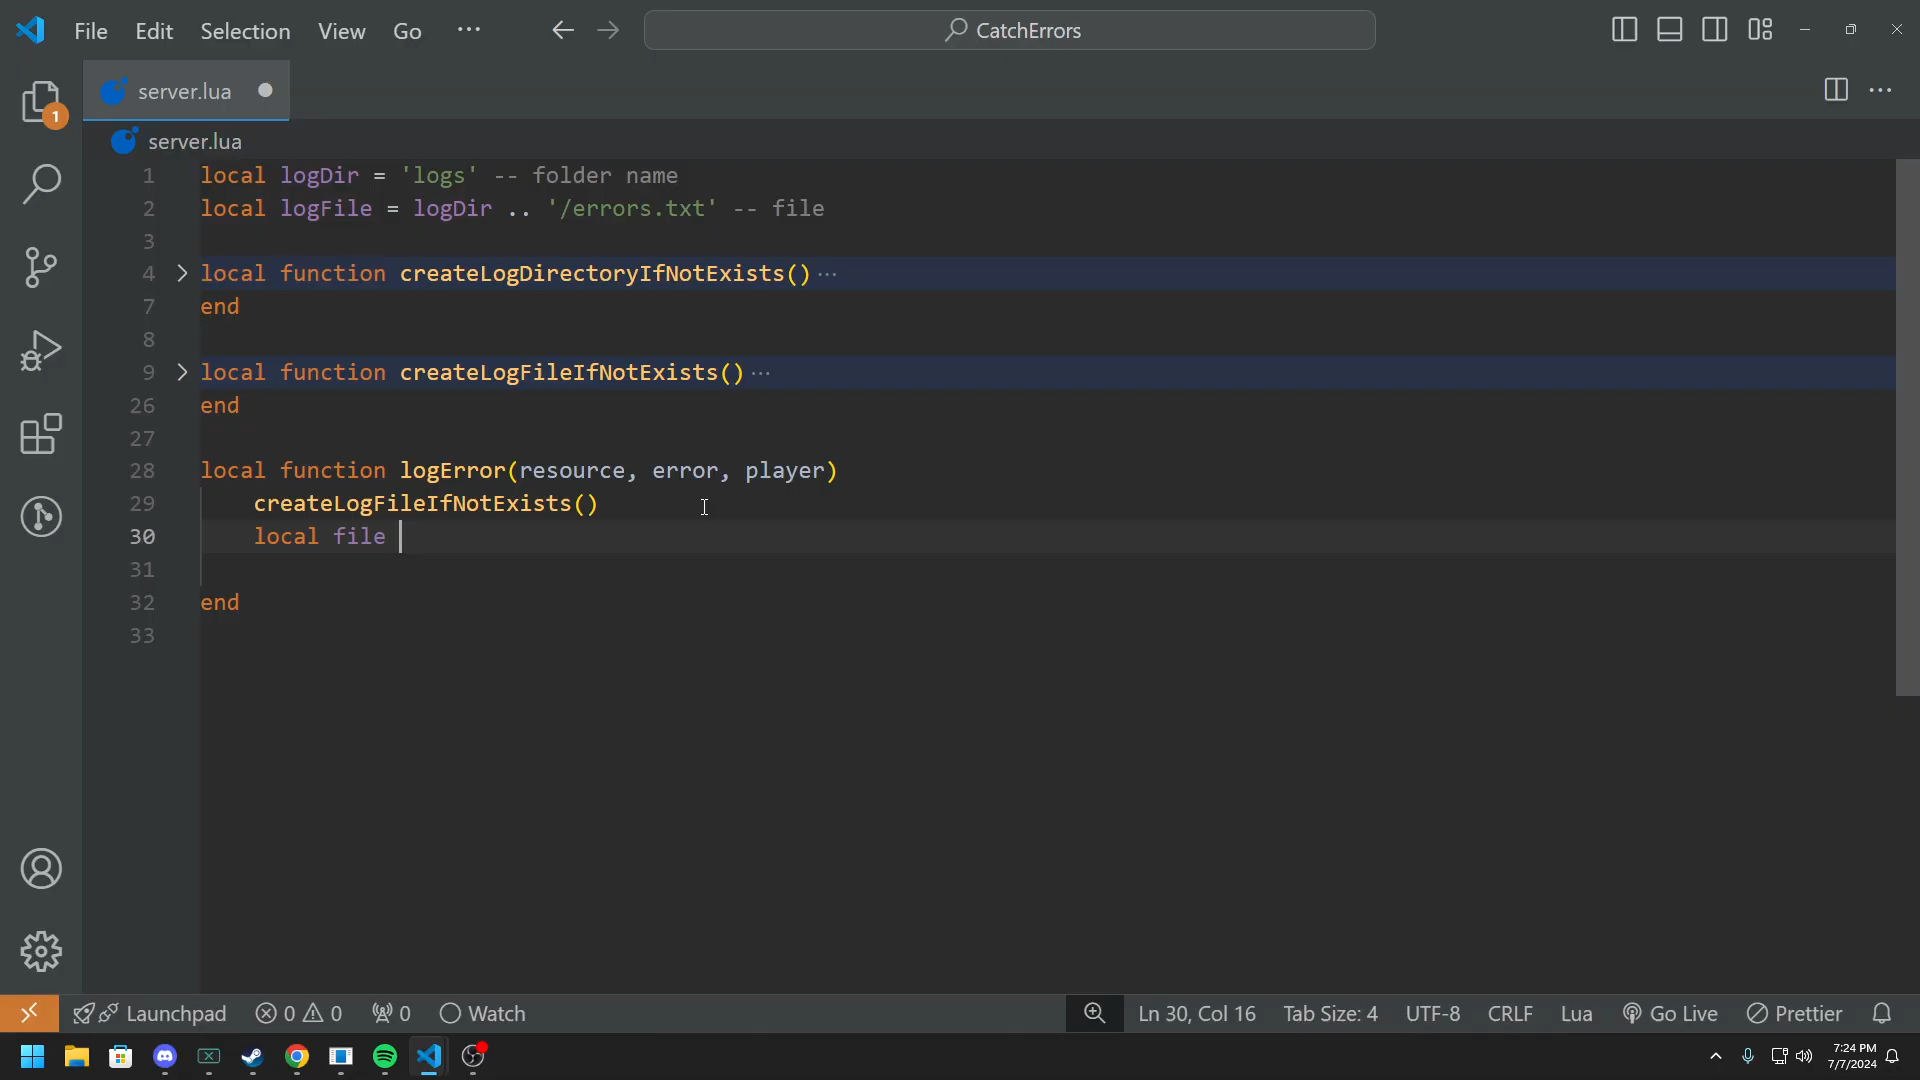 File Edit Selection View Go ··· CatchErrors
1
server.lua
server.lua
1 local logDir = 'logs' -- folder name
2 local logFile = logDir .. '/errors.txt' -- file
3
4 local function createLogDirectoryIfNotExists() ···
7 end
8
9 local function createLogFileIfNotExists() ···
26 end
27
28 local function logError(resource, error, player)
29 createLogFileIfNotExists()
30 local file
31
32 end
33
Launchpad 0 0 0 Watch Ln 30, Col 16 Tab Size: 4 UTF-8 CRLF Lua Go Live Prettier
7:24 PM
7/7/2024